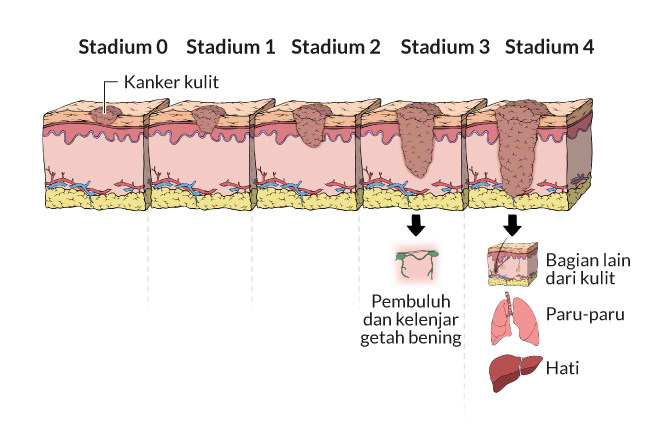 Stadium 0 Stadium 1 Stadium 2 Stadium 3 Stadium 4
Kanker kulit
Pembuluh
dan kelenjar
getah bening
Bagian lain
dari kulit
Paru-paru
Hati